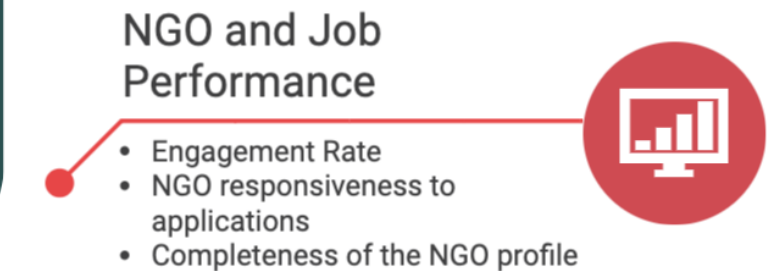 NGO and Job
Performance
• Engagement Rate
• NGO responsiveness to
applications
• Completeness of the NGO profile